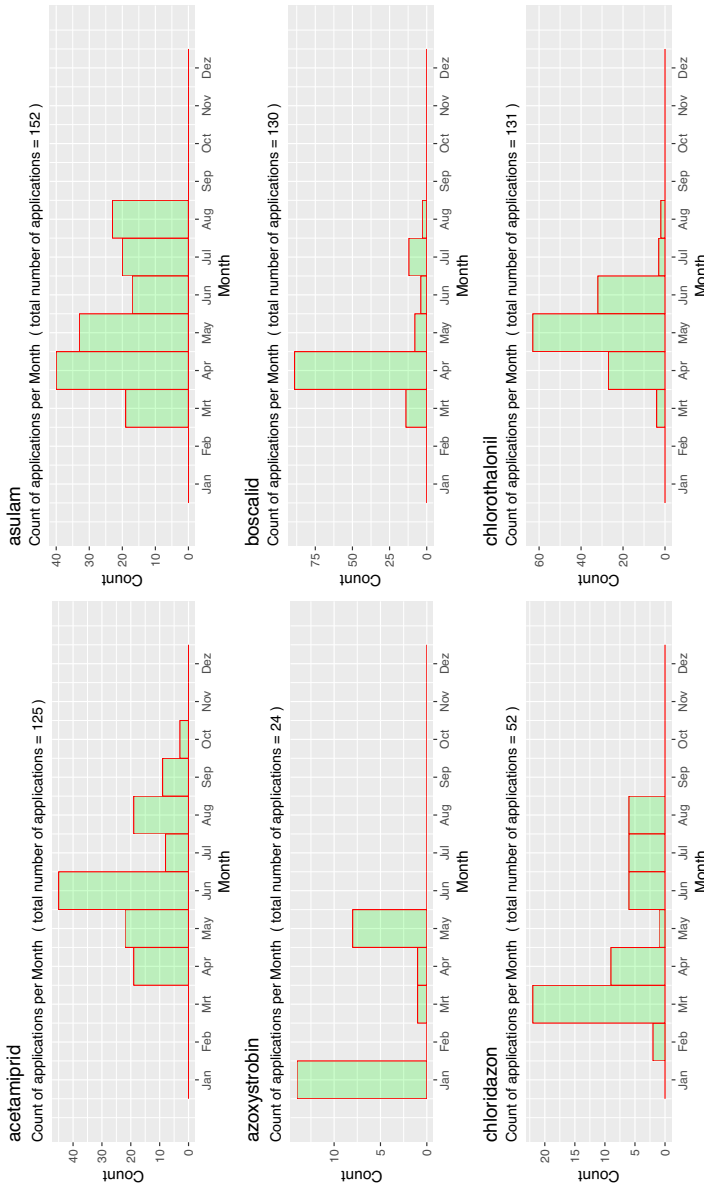 acetamiprid
Count of applications per Month ( total number of applications = 125 )
40
30
20
10
0
Count
Jan Feb Mrt Apr May Jun Jul Aug Sep Oct Nov Dez
Month
asulam
Count of applications per Month ( total number of applications = 152 )
40
30
20
10
0
Count
Jan Feb Mrt Apr May Jun Jul Aug Sep Oct Nov Dez
Month
azoxystrobin
Count of applications per Month ( total number of applications = 24 )
10
5
0
Count
Jan Feb Mrt Apr May Jun Jul Aug Sep Oct Nov Dez
Month
boscalid
Count of applications per Month ( total number of applications = 130 )
75
50
25
0
Count
Jan Feb Mrt Apr May Jun Jul Aug Sep Oct Nov Dez
Month
chloridazon
Count of applications per Month ( total number of applications = 52 )
20
15
10
5
0
Count
Jan Feb Mrt Apr May Jun Jul Aug Sep Oct Nov Dez
Month
chlorothalonil
Count of applications per Month ( total number of applications = 131 )
60
40
20
0
Count
Jan Feb Mrt Apr May Jun Jul Aug Sep Oct Nov Dez
Month